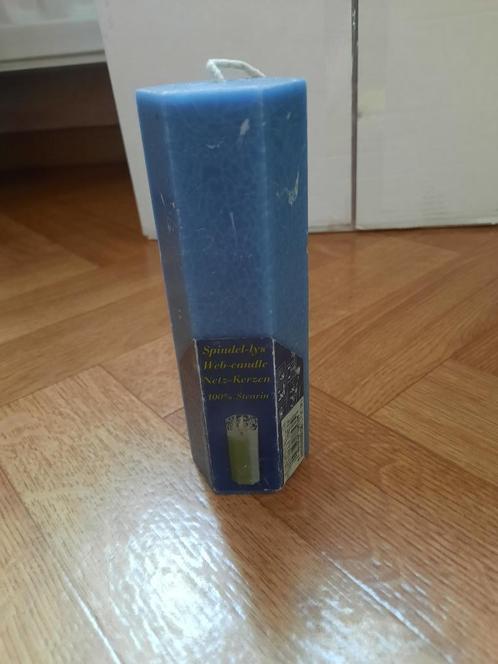 Spindel-lys
Web-candle
Netz-Kerzen
100% Stearin